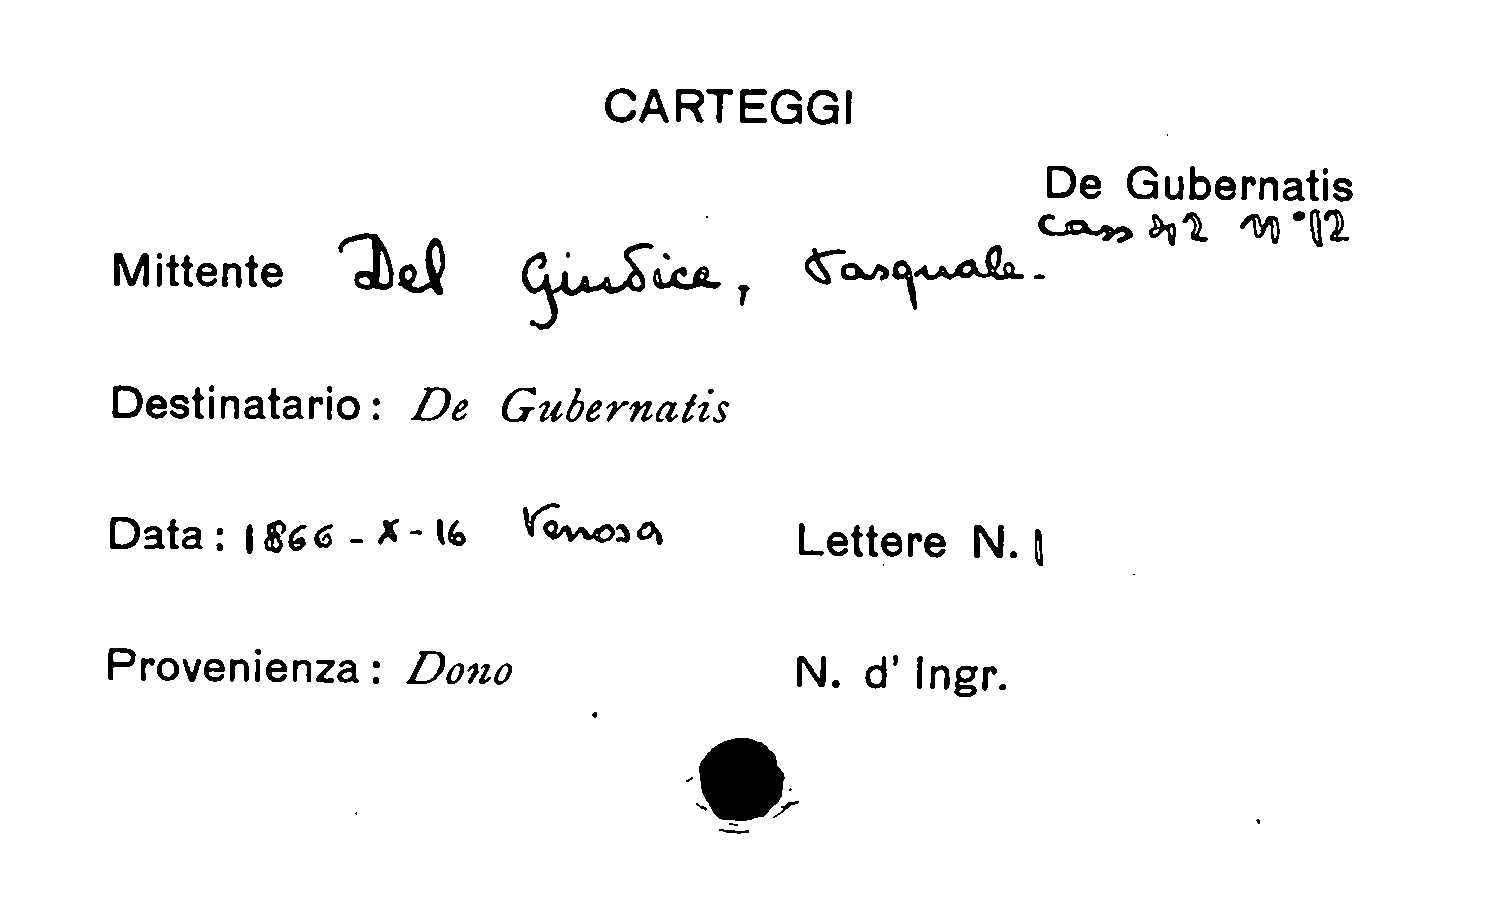 CARTEGGI
De Gubernatis
cass 42 n° 12
Mittente Del Giudice, Pasquale.
Destinatario: De Gubernatis
Data: 1866-X-16 Venosa Lettere N. 1
Provenienza: Dono N. d' Ingr.